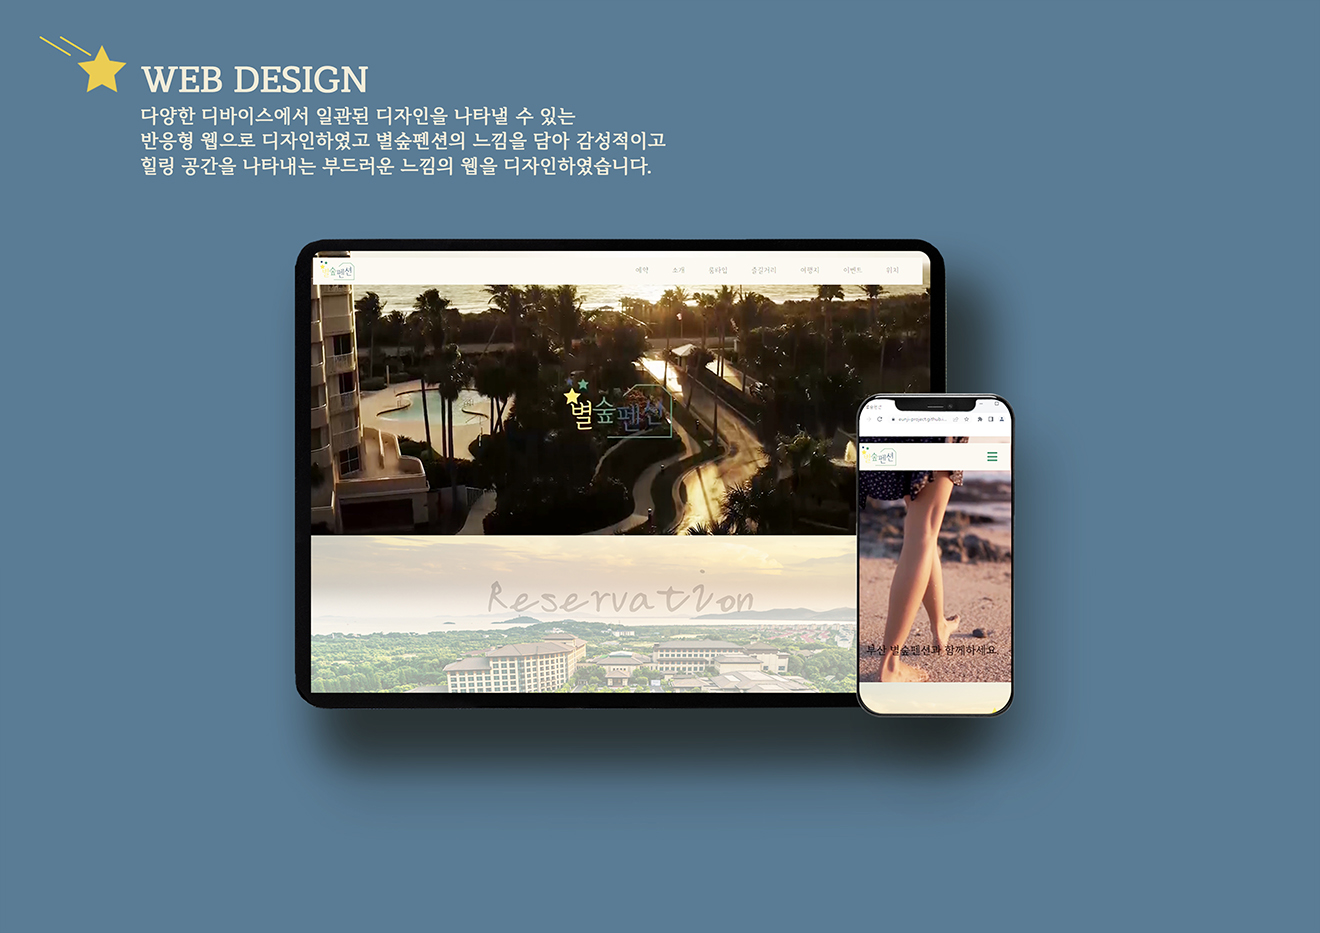 WEB DESIGN
다양한 디바이스에서 일관된 디자인을 나타낼 수 있는
반응형 웹으로 디자인하였고 별숲펜션의 느낌을 담아 감성적이고
힐링 공간을 나타내는 부드러운 느낌의 웹을 디자인하였습니다.
숲펜션
예약 소개 룸타입 즐길거리 여행지 이벤트 위치
별숲펜션
Reservation
숲펜션
부산 별숲펜션과 함께하세요.